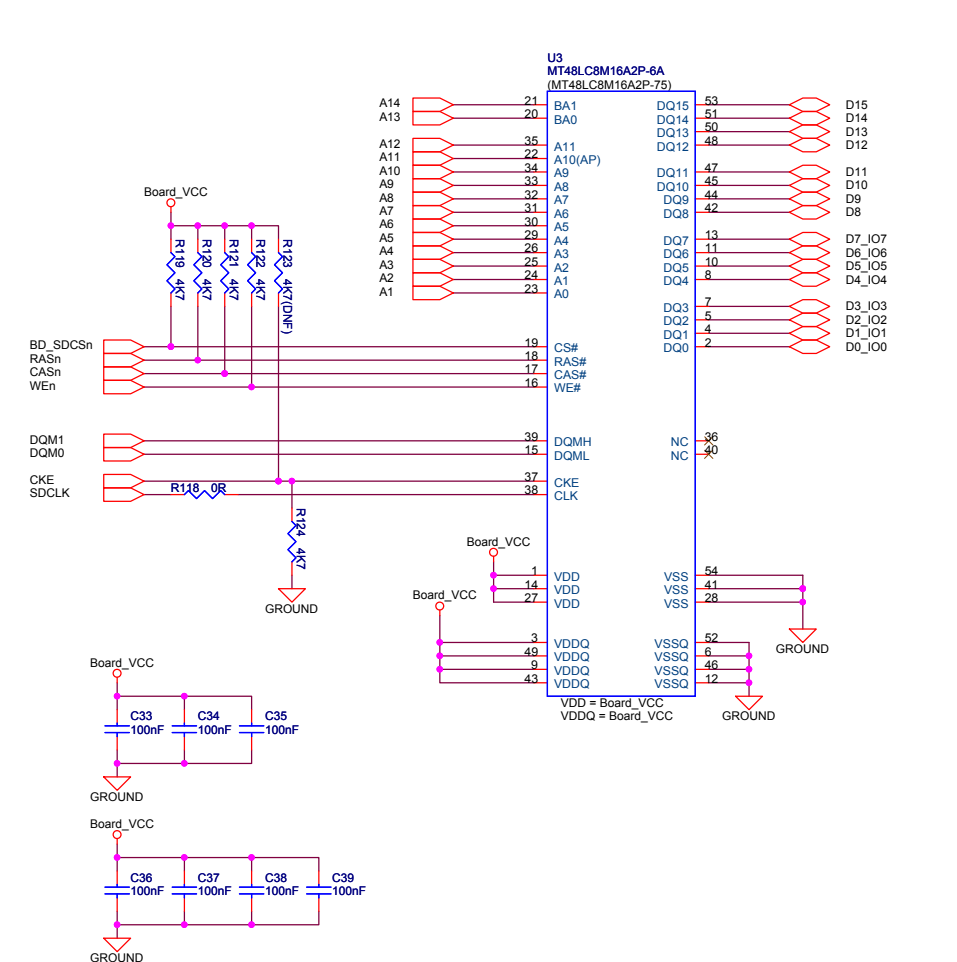 U3
MT48LC8M16A2P-6A
(MT48LC8M16A2P-75)
A14 21 BA1 DQ15 53 D15
A13 20 BA0 DQ14 51 D14
DQ13 50 D13
A12 35 A11 DQ12 48 D12
A11 22 A10(AP)
A10 34 A9 DQ11 47 D11
A9 33 A8 DQ10 45 D10
A8 32 A7 DQ9 44 D9
A7 31 A6 DQ8 42 D8
A6 30 A5
A5 29 A4 DQ7 13 D7_IO7
A4 26 A3 DQ6 11 D6_IO6
A3 25 A2 DQ5 10 D5_IO5
A2 24 A1 DQ4 8 D4_IO4
A1 23 A0
DQ3 7 D3_IO3
DQ2 5 D2_IO2
DQ1 4 D1_IO1
DQ0 2 D0_IO0
Board_VCC
R119 4K7
R120 4K7
R121 4K7
R122 4K7
R123 4K7(DNF)
BD_SDCSn 19 CS#
RASn 18 RAS#
CASn 17 CAS#
WEn 16 WE#
DQM1 39 DQMH NC 36
DQM0 15 DQML NC 40
CKE 37 CKE
SDCLK R118 0R 38 CLK
R124 4K7
GROUND
Board_VCC
1 VDD VSS 54
14 VDD VSS 41
27 VDD VSS 28
GROUND
Board_VCC
3 VDDQ VSSQ 52
49 VDDQ VSSQ 6
9 VDDQ VSSQ 46
43 VDDQ VSSQ 12
GROUND
VDD = Board_VCC
VDDQ = Board_VCC
Board_VCC
C33 C34 C35
100nF 100nF 100nF
GROUND
Board_VCC
C36 C37 C38 C39
100nF 100nF 100nF 100nF
GROUND